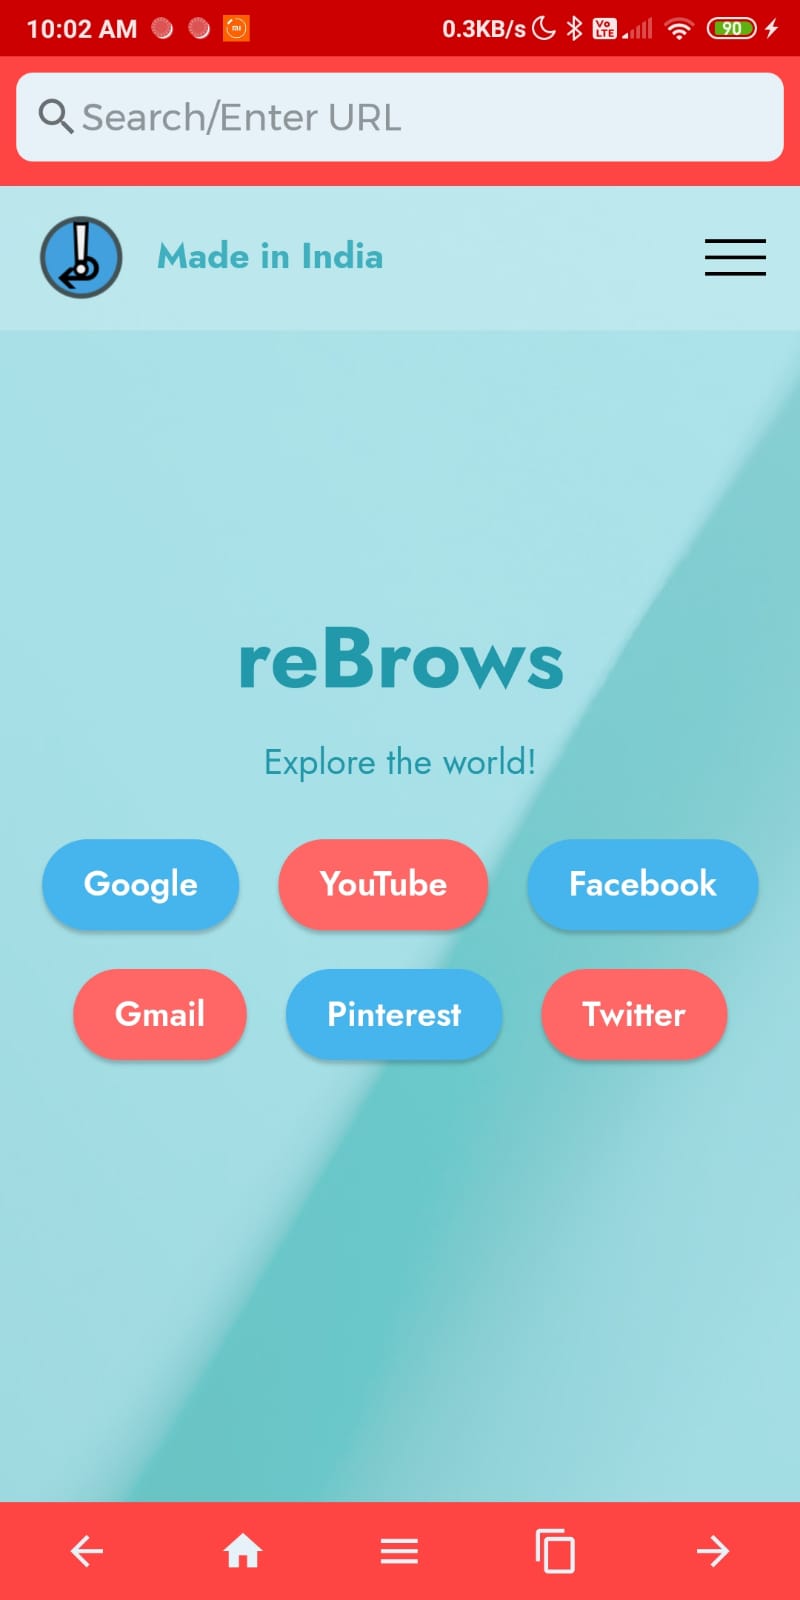 10:02 AM 0.3KB/s Vo LTE 90
Search/Enter URL
Made in India
reBrows
Explore the world!
Google YouTube Facebook
Gmail Pinterest Twitter